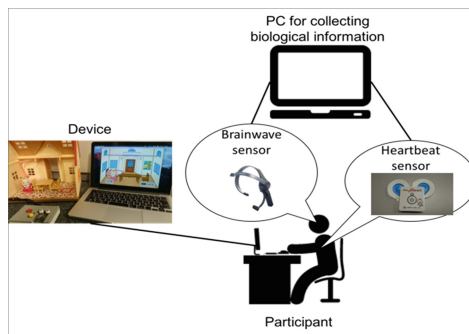 PC for collecting
biological information
Device
Brainwave
sensor
Heartbeat
sensor
Participant